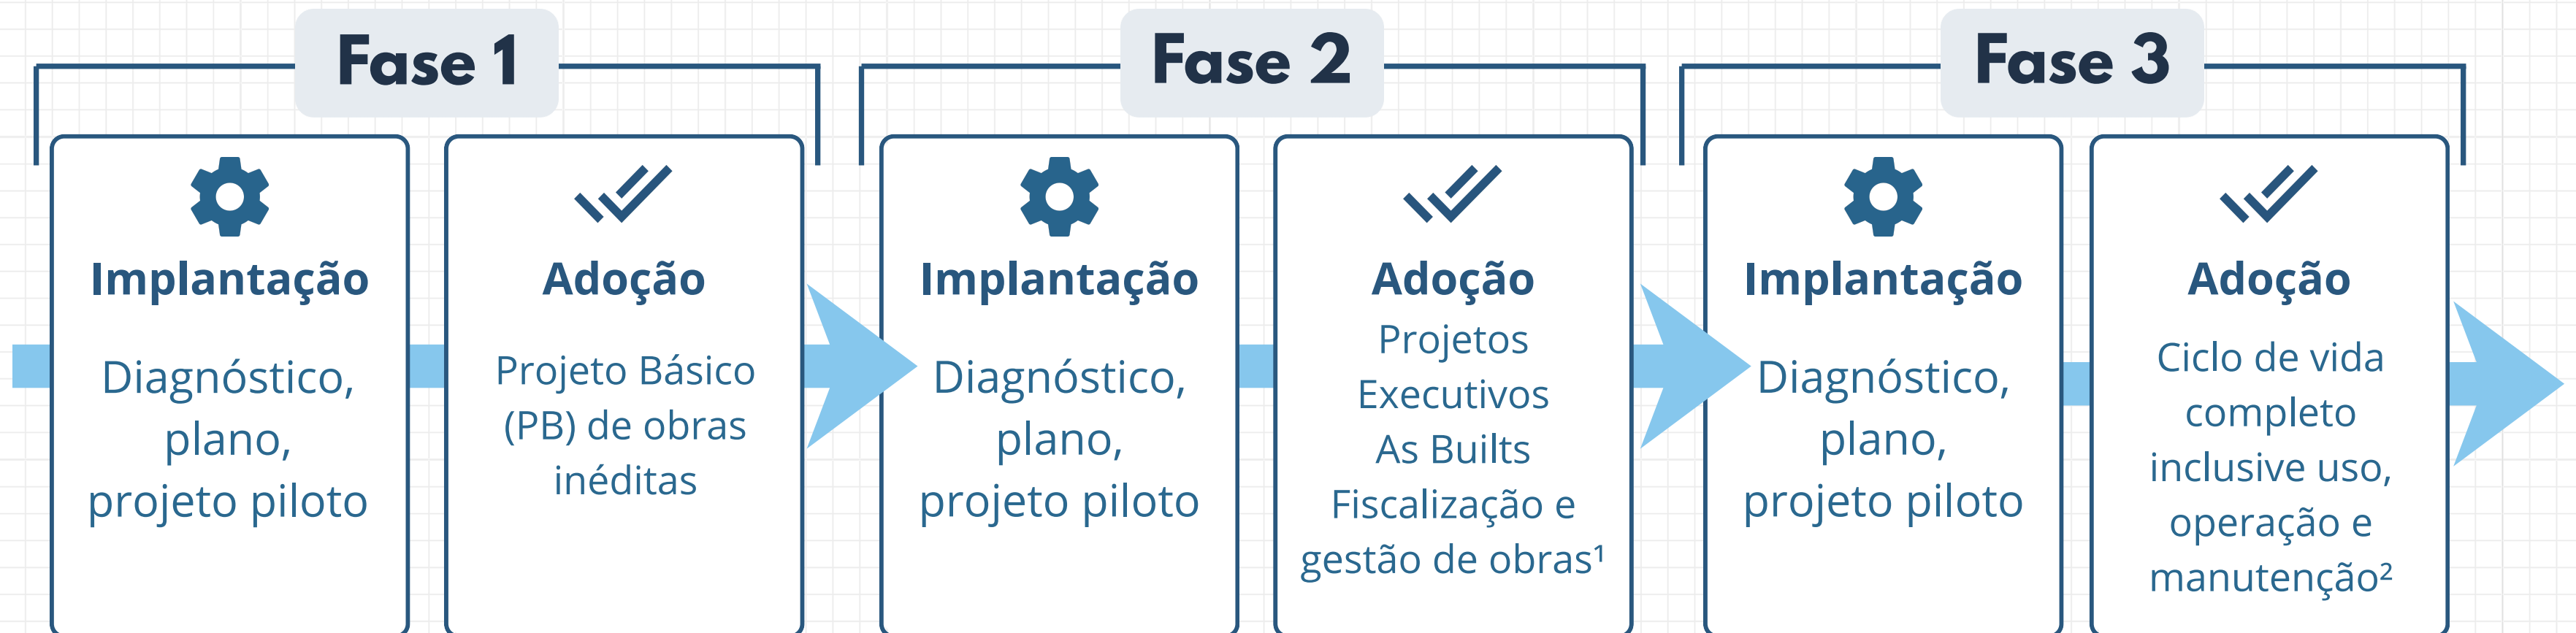 Fase 1
Implantação
Diagnóstico,
plano,
projeto piloto
Adoção
Projeto Básico
(PB) de obras
inéditas
Fase 2
Implantação
Diagnóstico,
plano,
projeto piloto
Adoção
Projetos
Executivos
As Builts
Fiscalização e
gestão de obras¹
Fase 3
Implantação
Diagnóstico,
plano,
projeto piloto
Adoção
Ciclo de vida
completo
inclusive uso,
operação e
manutenção²